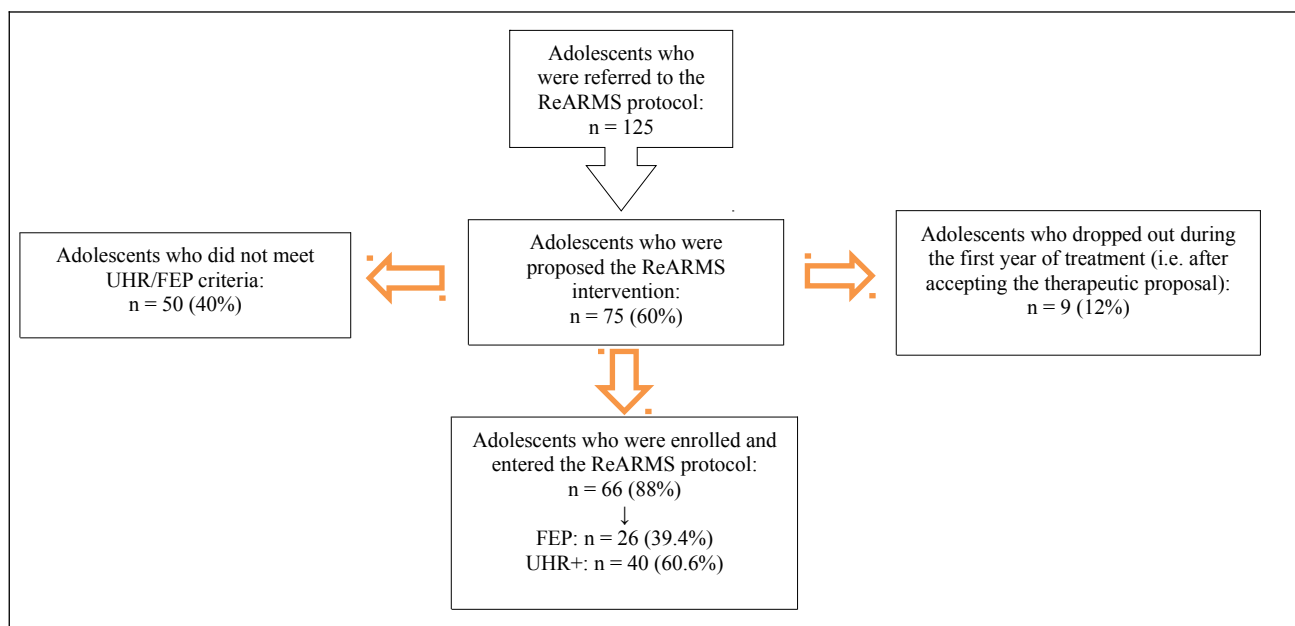 Adolescents who
were referred to the
ReARMS protocol:
n = 125
Adolescents who did not meet
UHR/FEP criteria:
n = 50 (40%)
Adolescents who were
proposed the ReARMS
intervention:
n = 75 (60%)
Adolescents who dropped out during
the first year of treatment (i.e. after
accepting the therapeutic proposal):
n = 9 (12%)
Adolescents who were enrolled and
entered the ReARMS protocol:
n = 66 (88%)
↓
FEP: n = 26 (39.4%)
UHR+: n = 40 (60.6%)